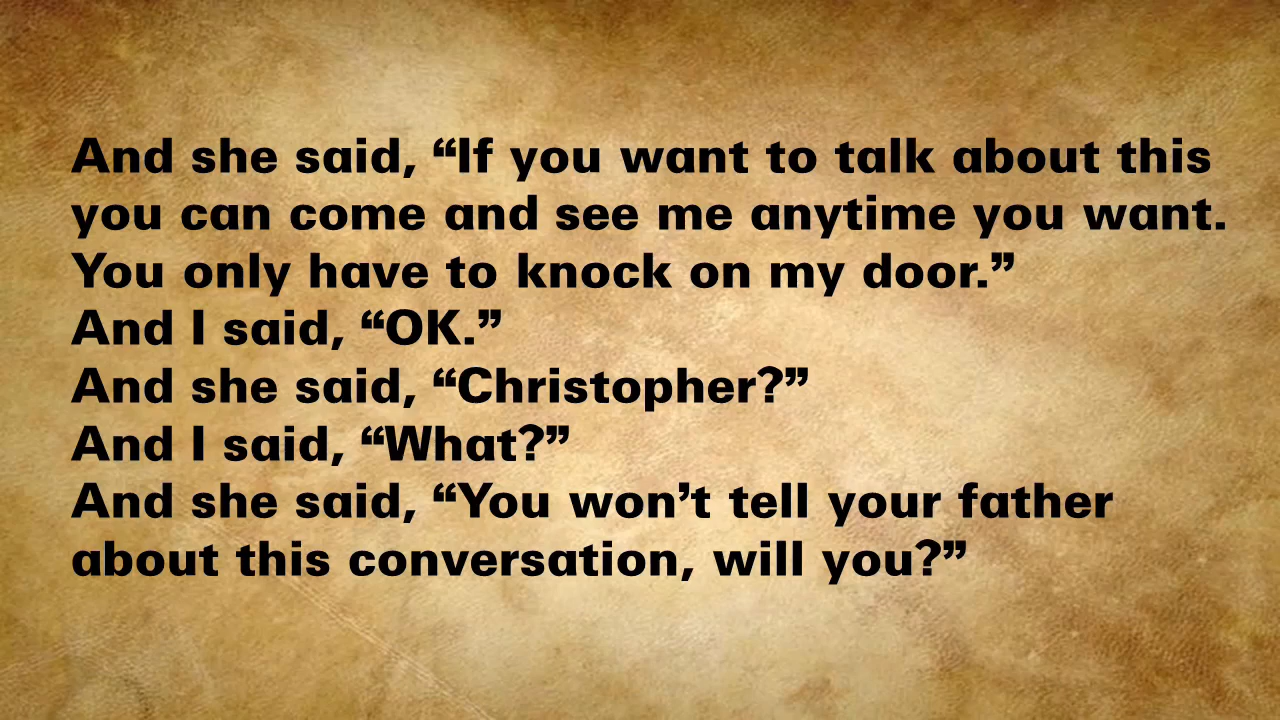 And she said, “If you want to talk about this
you can come and see me anytime you want.
You only have to knock on my door.”
And I said, “OK.”
And she said, “Christopher?”
And I said, “What?”
And she said, “You won’t tell your father
about this conversation, will you?”